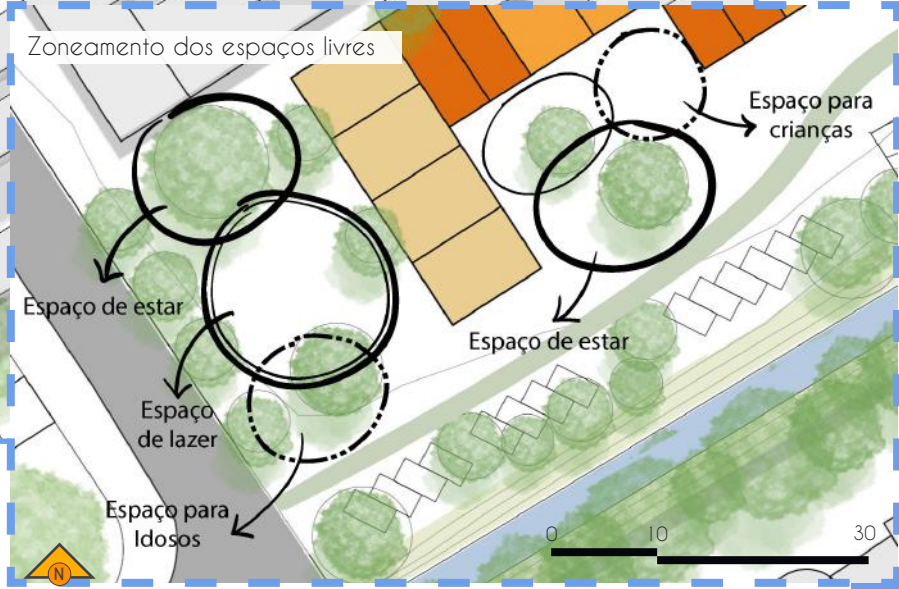 Zoneamento dos espaços livres
Espaço para
crianças
Espaço de estar
Espaço de estar
Espaço
de lazer
Espaço para
Idosos
0 10 30
N